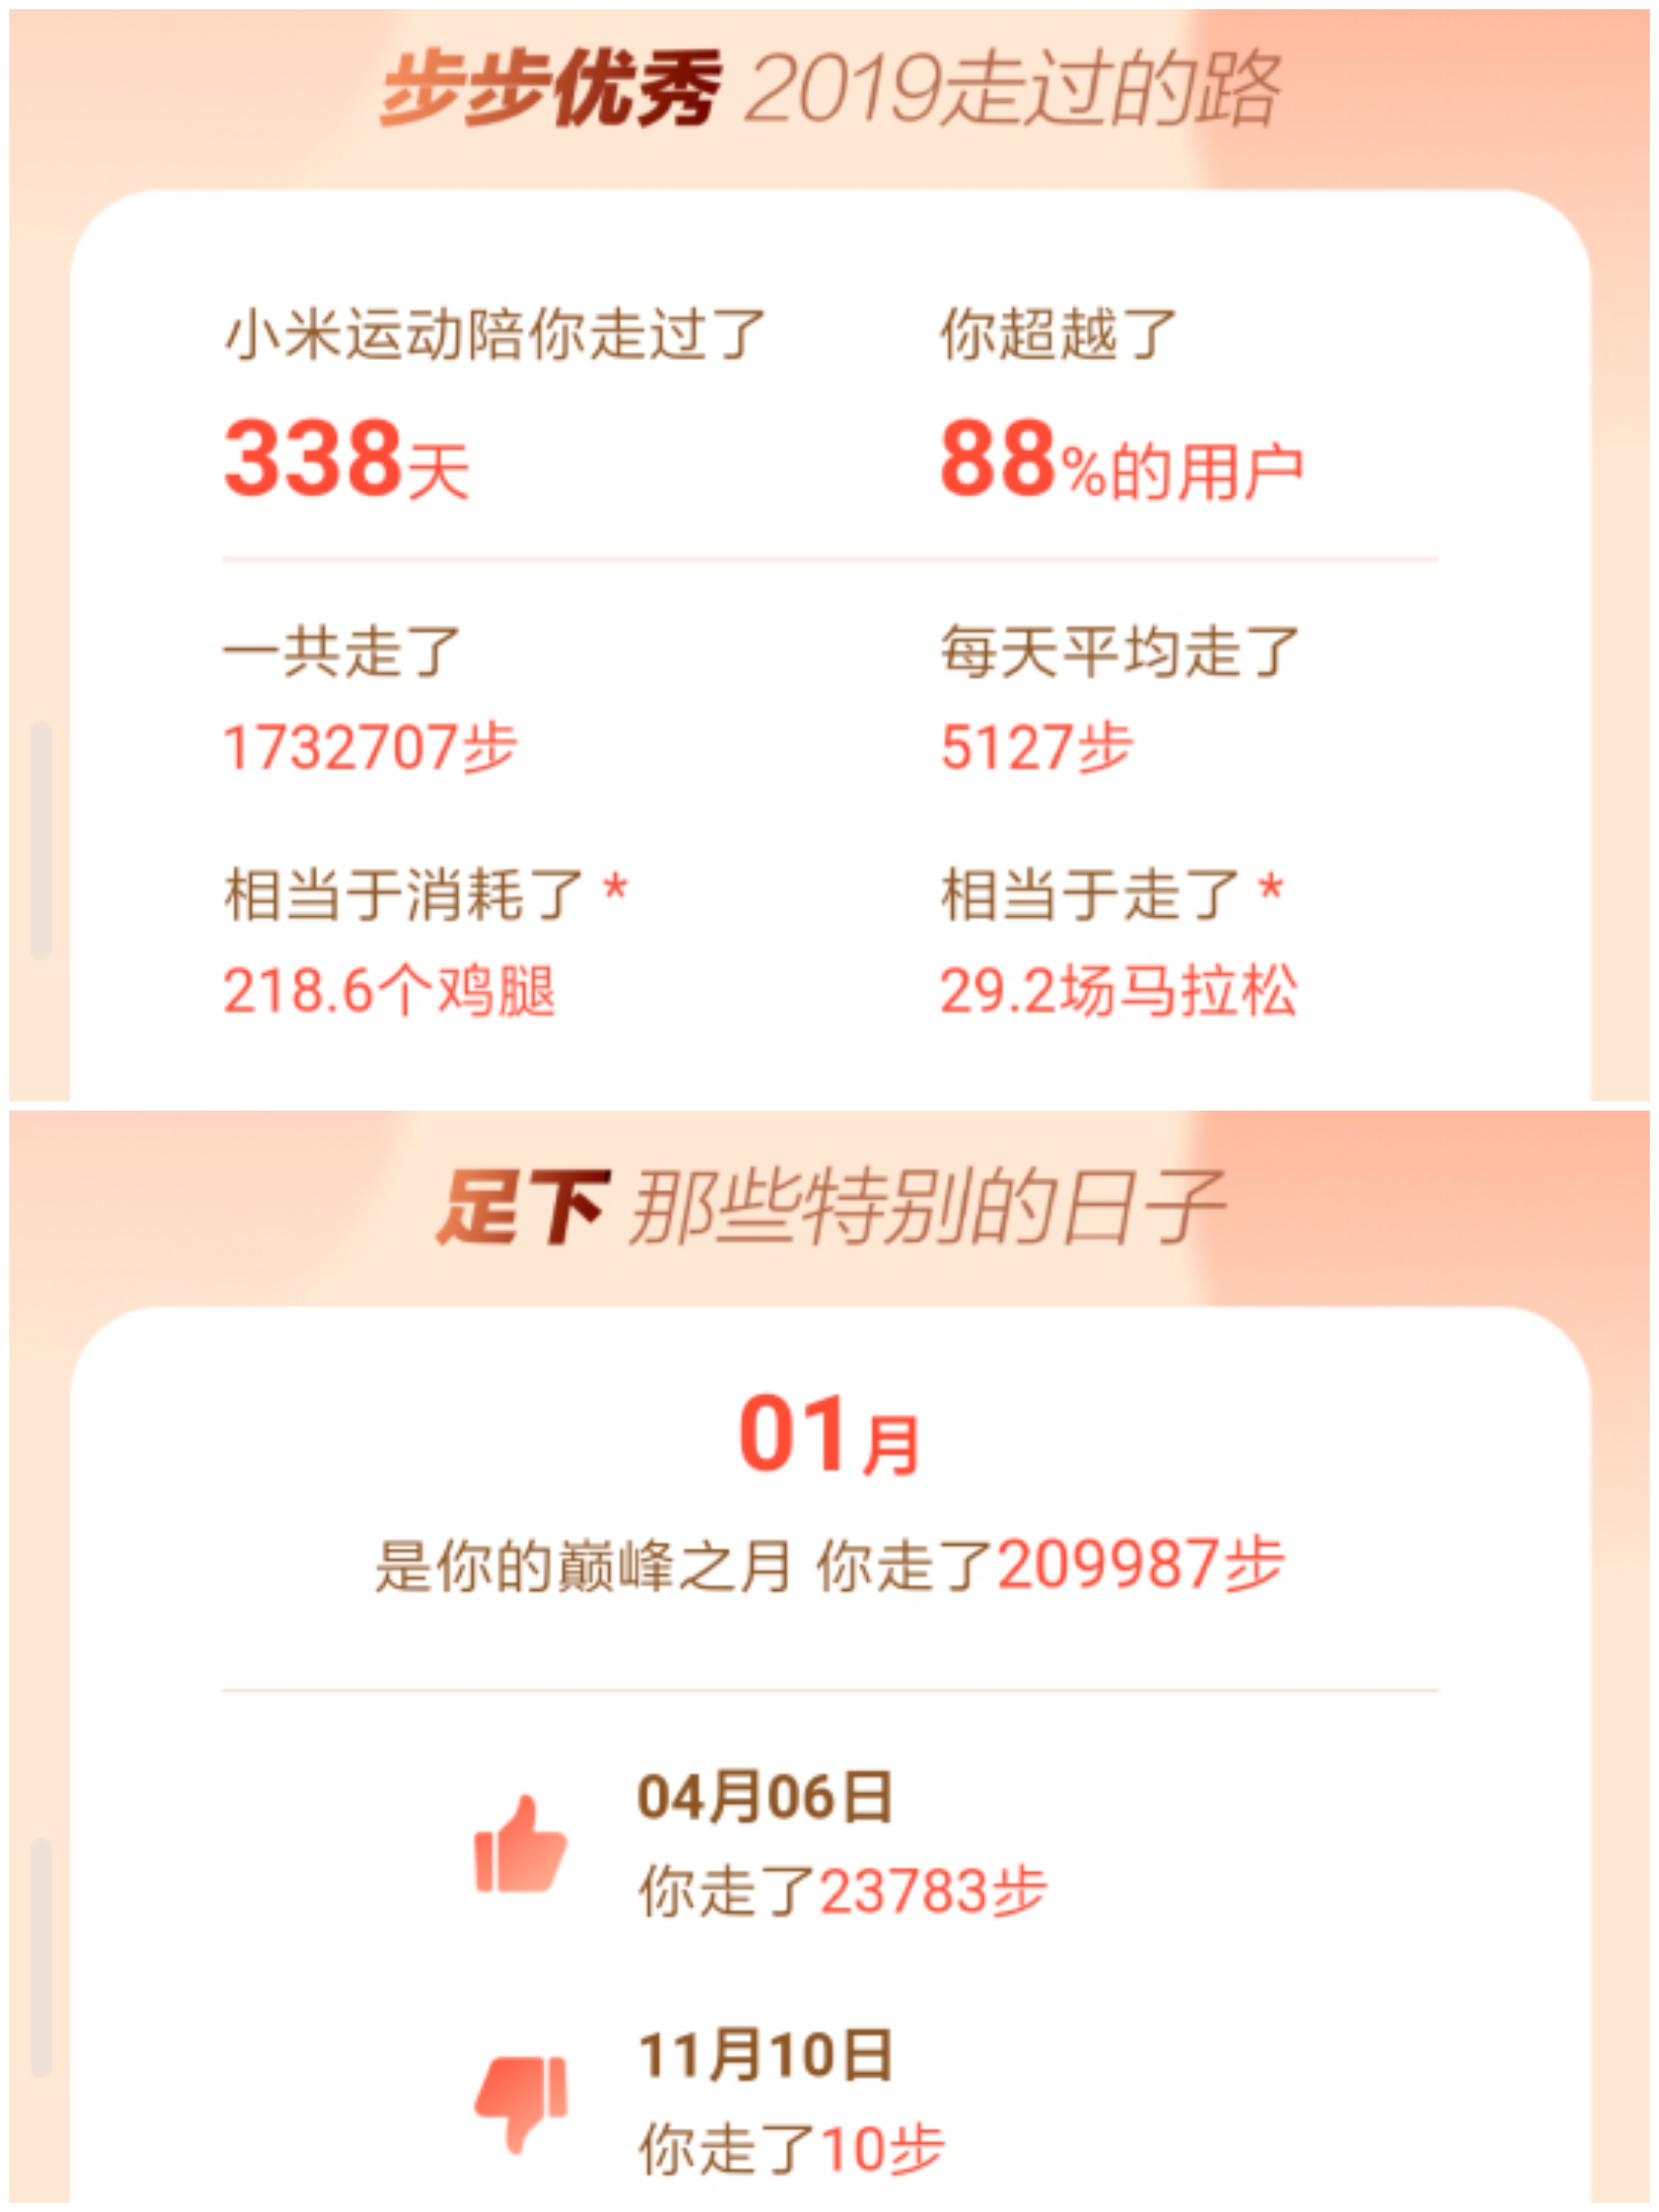 步步优秀 2019走过的路
小米运动陪你走过了
338天
你超越了
88%的用户
一共走了
1732707步
每天平均走了
5127步
相当于消耗了 *
218.6个鸡腿
相当于走了 *
29.2场马拉松
足下 那些特别的日子
01月
是你的巅峰之月 你走了209987步
04月06日
你走了23783步
11月10日
你走了10步